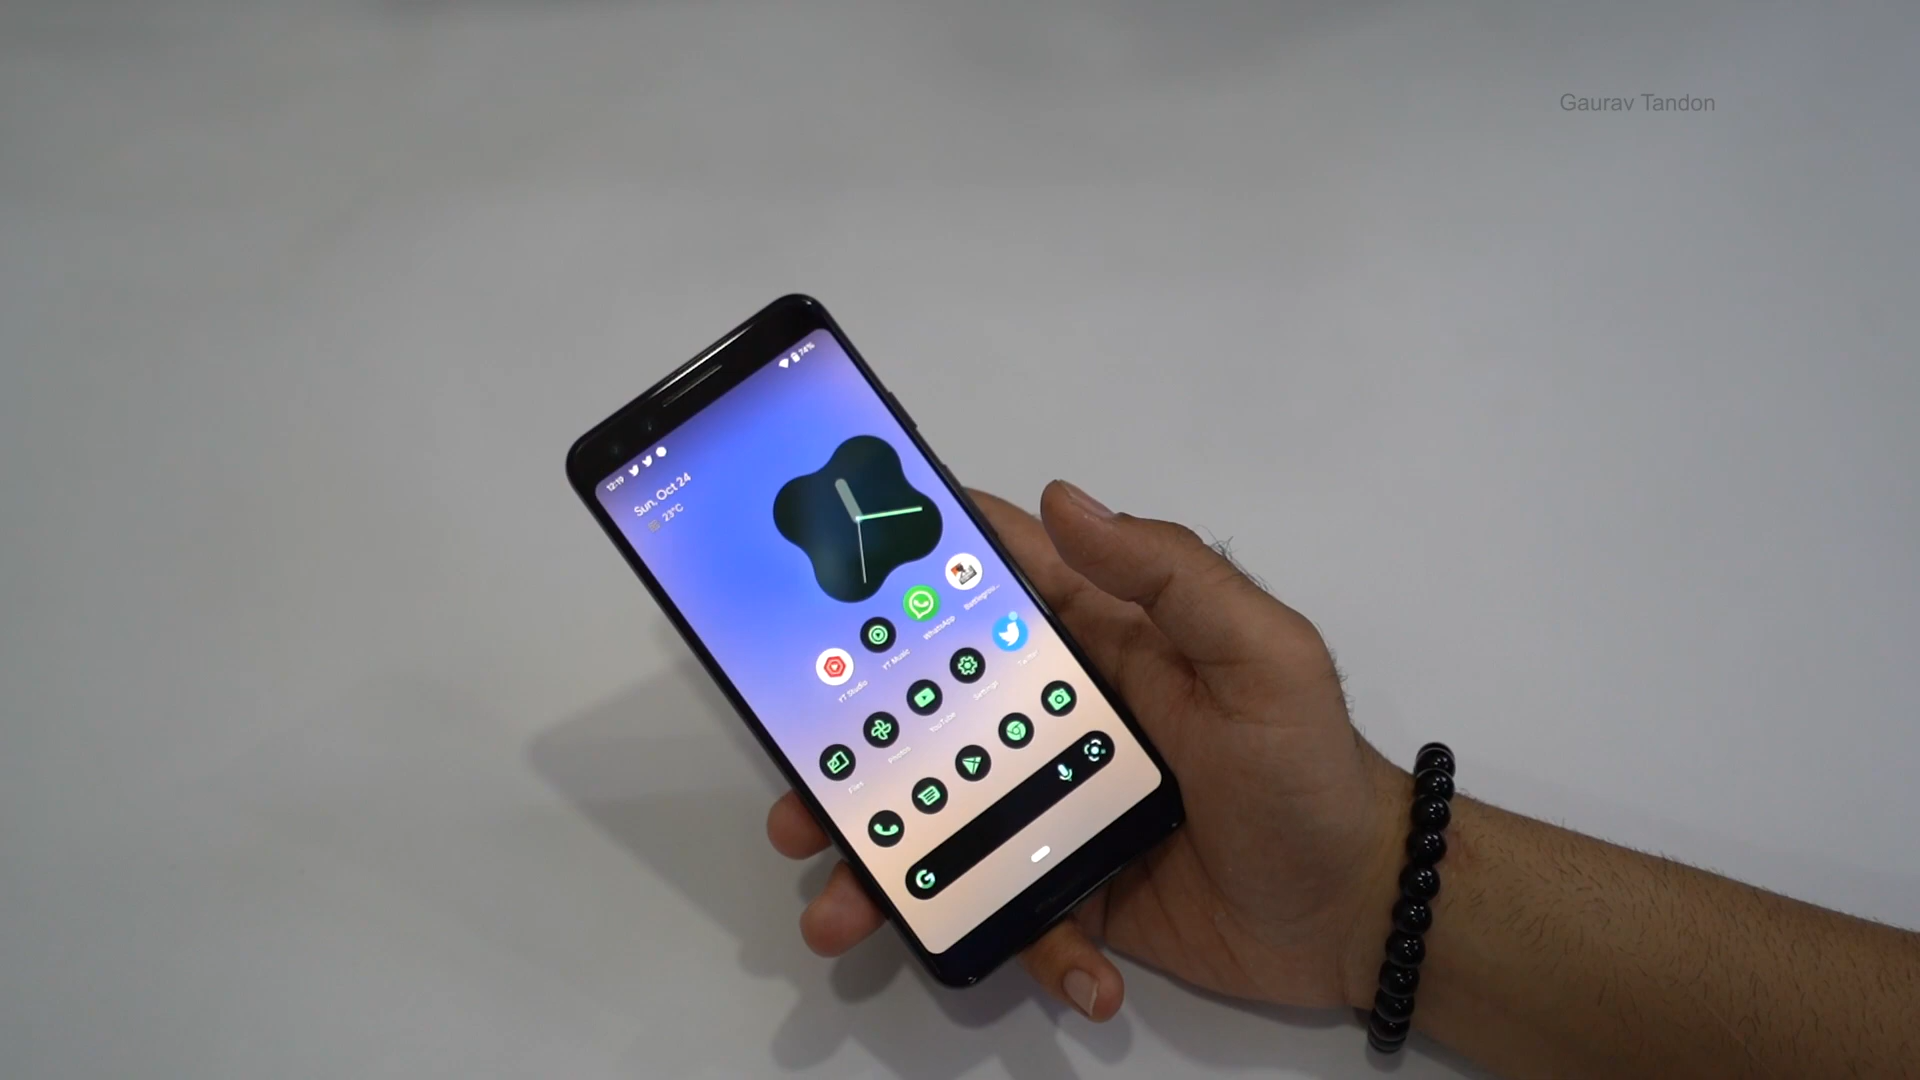 Gaurav Tandon
74%
12:19
Sun, Oct 24
23°C
YT Studio
YT Music
WhatsApp
Battlegrou...
Files
Photos
YouTube
Settings
Twitter
G